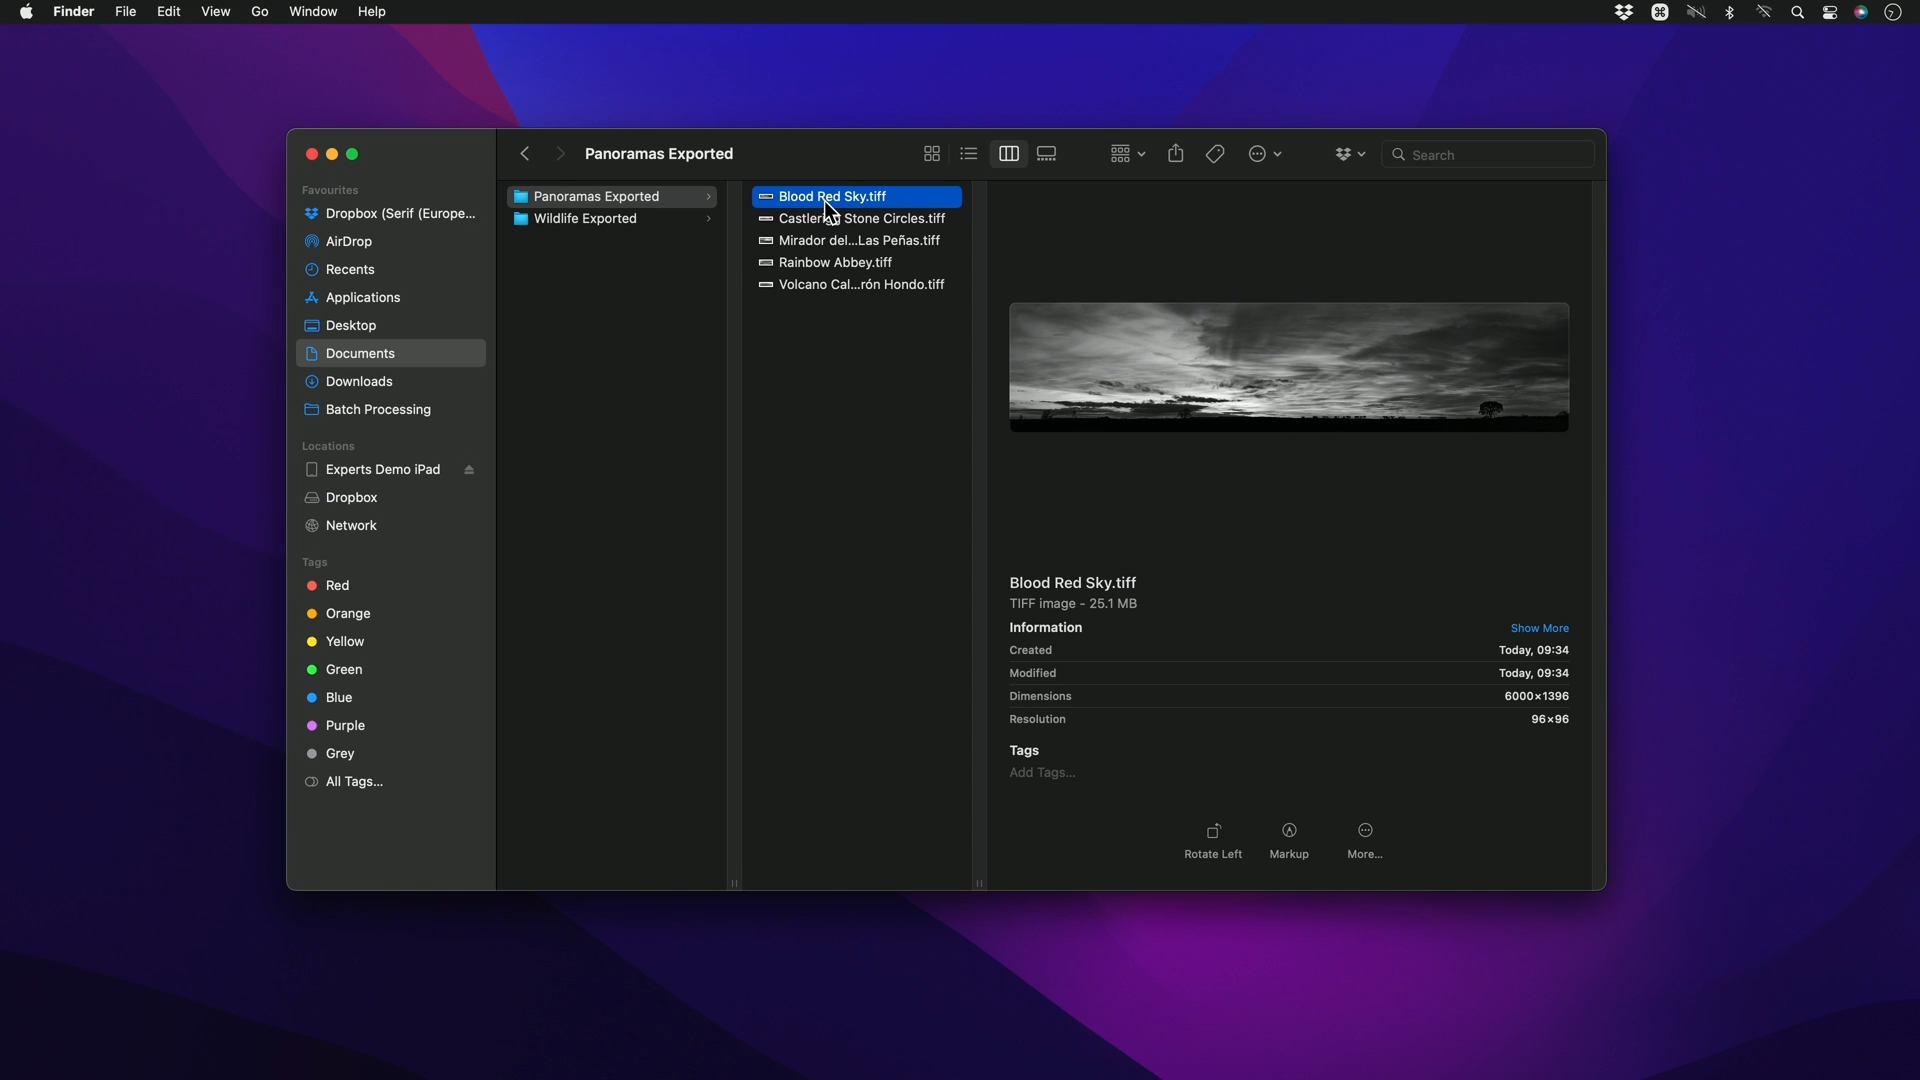 Finder File Edit View Go Window Help
Panoramas Exported
Search
Favourites
Dropbox (Serif (Europe...
AirDrop
Recents
Applications
Desktop
Documents
Downloads
Batch Processing
Locations
Experts Demo iPad
Dropbox
Network
Tags
Red
Orange
Yellow
Green
Blue
Purple
Grey
All Tags...
Panoramas Exported
Wildlife Exported
Blood Red Sky.tiff
Stone Circles.tiff
Mirador del...Las Peñas.tiff
Rainbow Abbey.tiff
Volcano Cal...rón Hondo.tiff
Blood Red Sky.tiff
TIFF image - 25.1 MB
Information Show More
Created Today, 09:34
Modified Today, 09:34
Dimensions 6000×1396
Resolution 96×96
Tags
Add Tags...
Rotate Left Markup More...